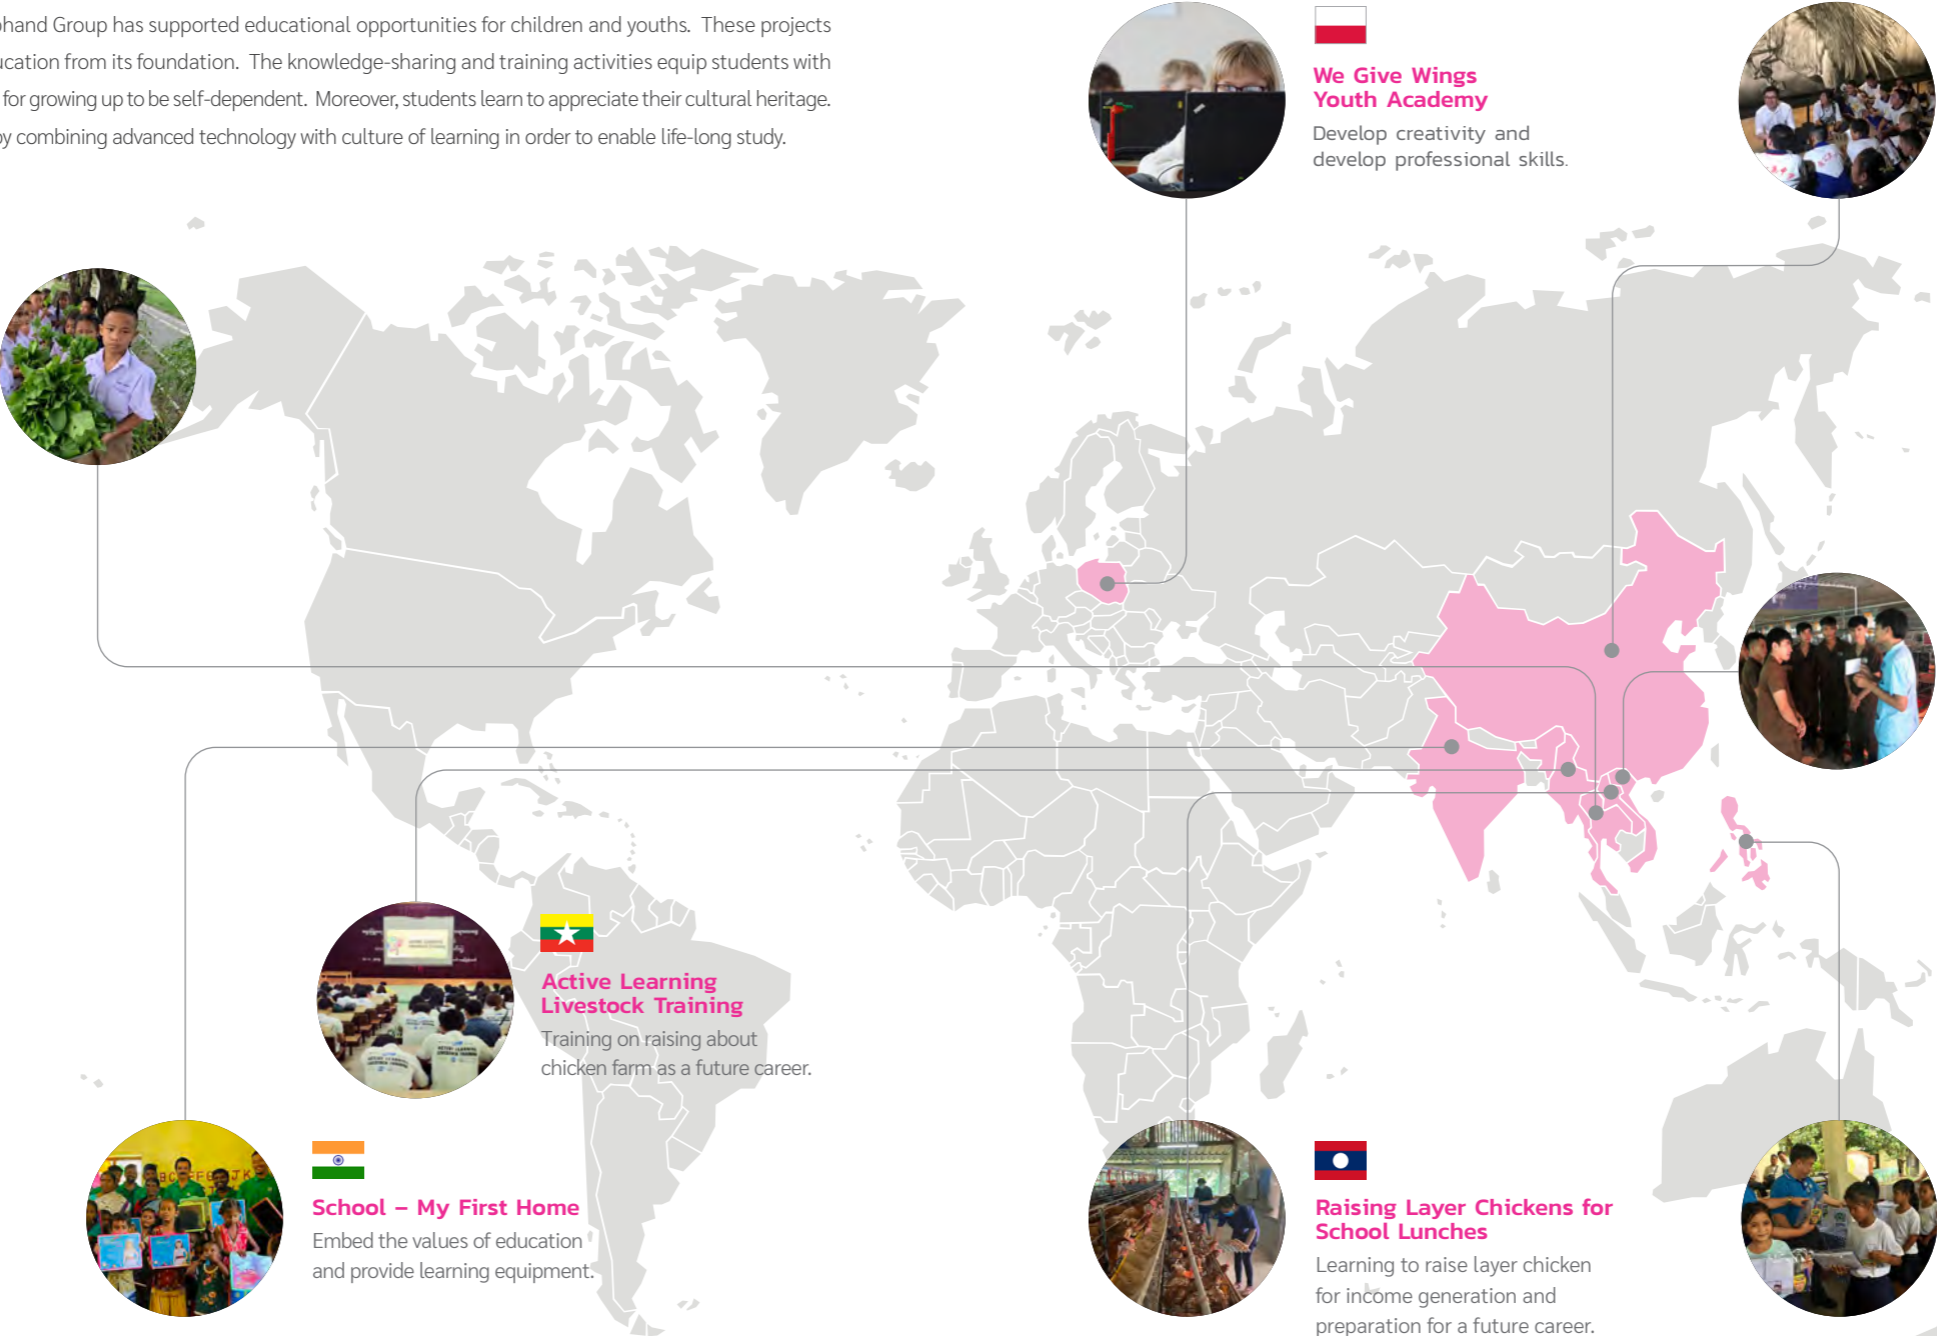 hand Group has supported educational opportunities for children and youths. These projects
ucation from its foundation. The knowledge-sharing and training activities equip students with
for growing up to be self-dependent. Moreover, students learn to appreciate their cultural heritage.
by combining advanced technology with culture of learning in order to enable life-long study.
We Give Wings
Youth Academy
Develop creativity and
develop professional skills.
Active Learning
Livestock Training
Training on raising about
chicken farm as a future career.
School – My First Home
Embed the values of education
and provide learning equipment.
Raising Layer Chickens for
School Lunches
Learning to raise layer chicken
for income generation and
preparation for a future career.